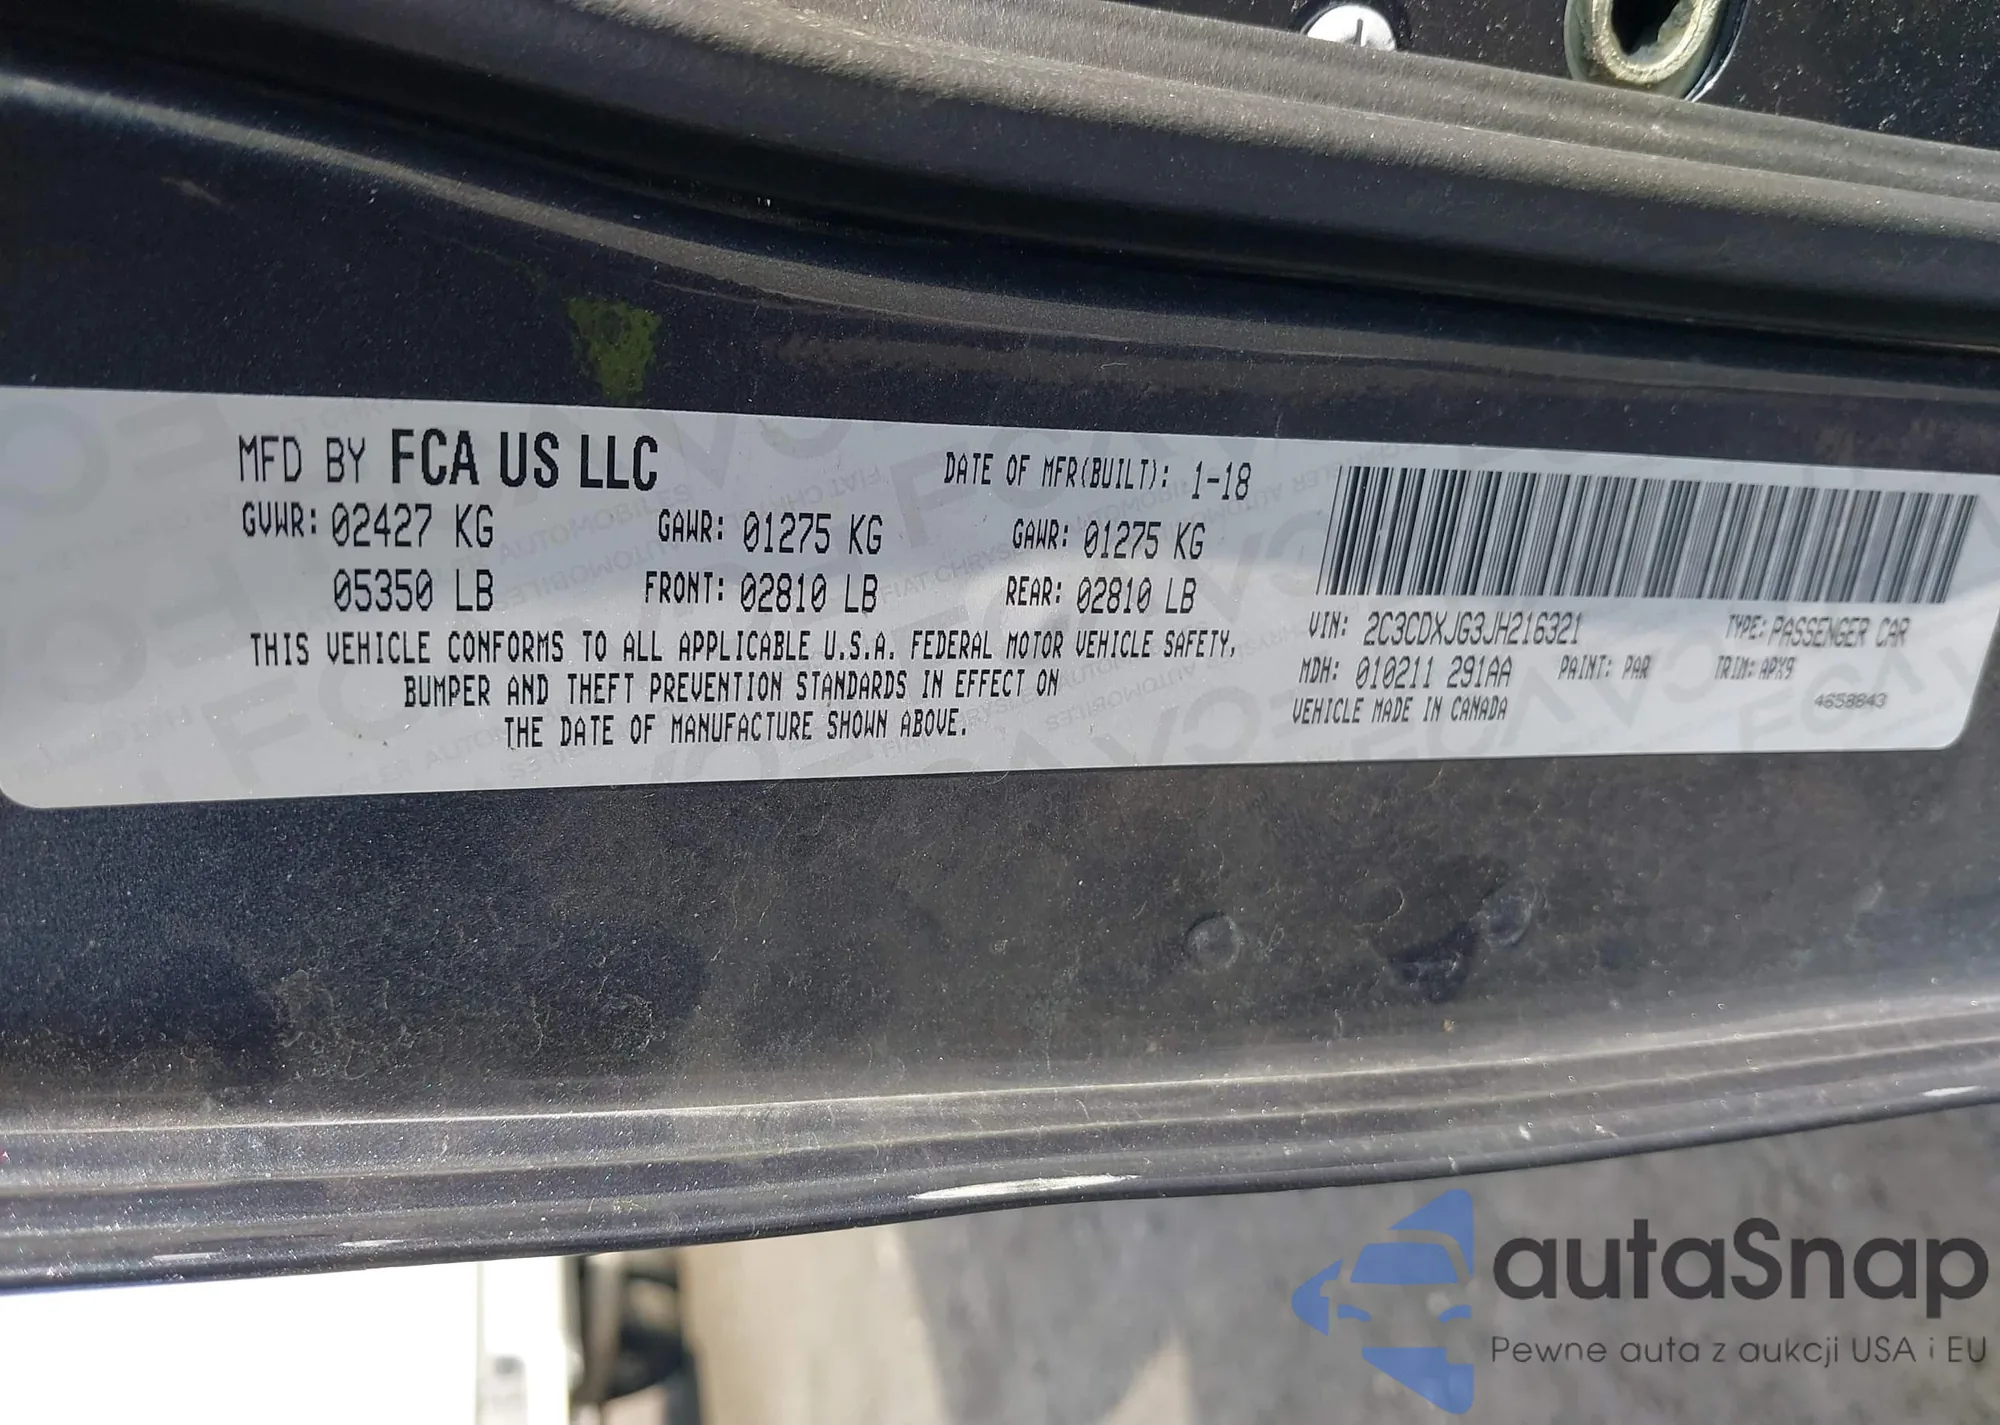 MFD BY FCA US LLC DATE OF MFR(BUILT): 1-18
GVWR: 02427 KG GAWR: 01275 KG GAWR: 01275 KG
05350 LB FRONT: 02810 LB REAR: 02810 LB
THIS VEHICLE CONFORMS TO ALL APPLICABLE U.S.A. FEDERAL MOTOR VEHICLE SAFETY,
BUMPER AND THEFT PREVENTION STANDARDS IN EFFECT ON
THE DATE OF MANUFACTURE SHOWN ABOVE.
VIN: 2C3CDXJG3JH216321 TYPE: PASSENGER CAR
MDH: 010211 291AA PAINT: PAR TRIM: APX9
VEHICLE MADE IN CANADA 4658843
autaSnap
Pewne auta z aukcji USA i EU